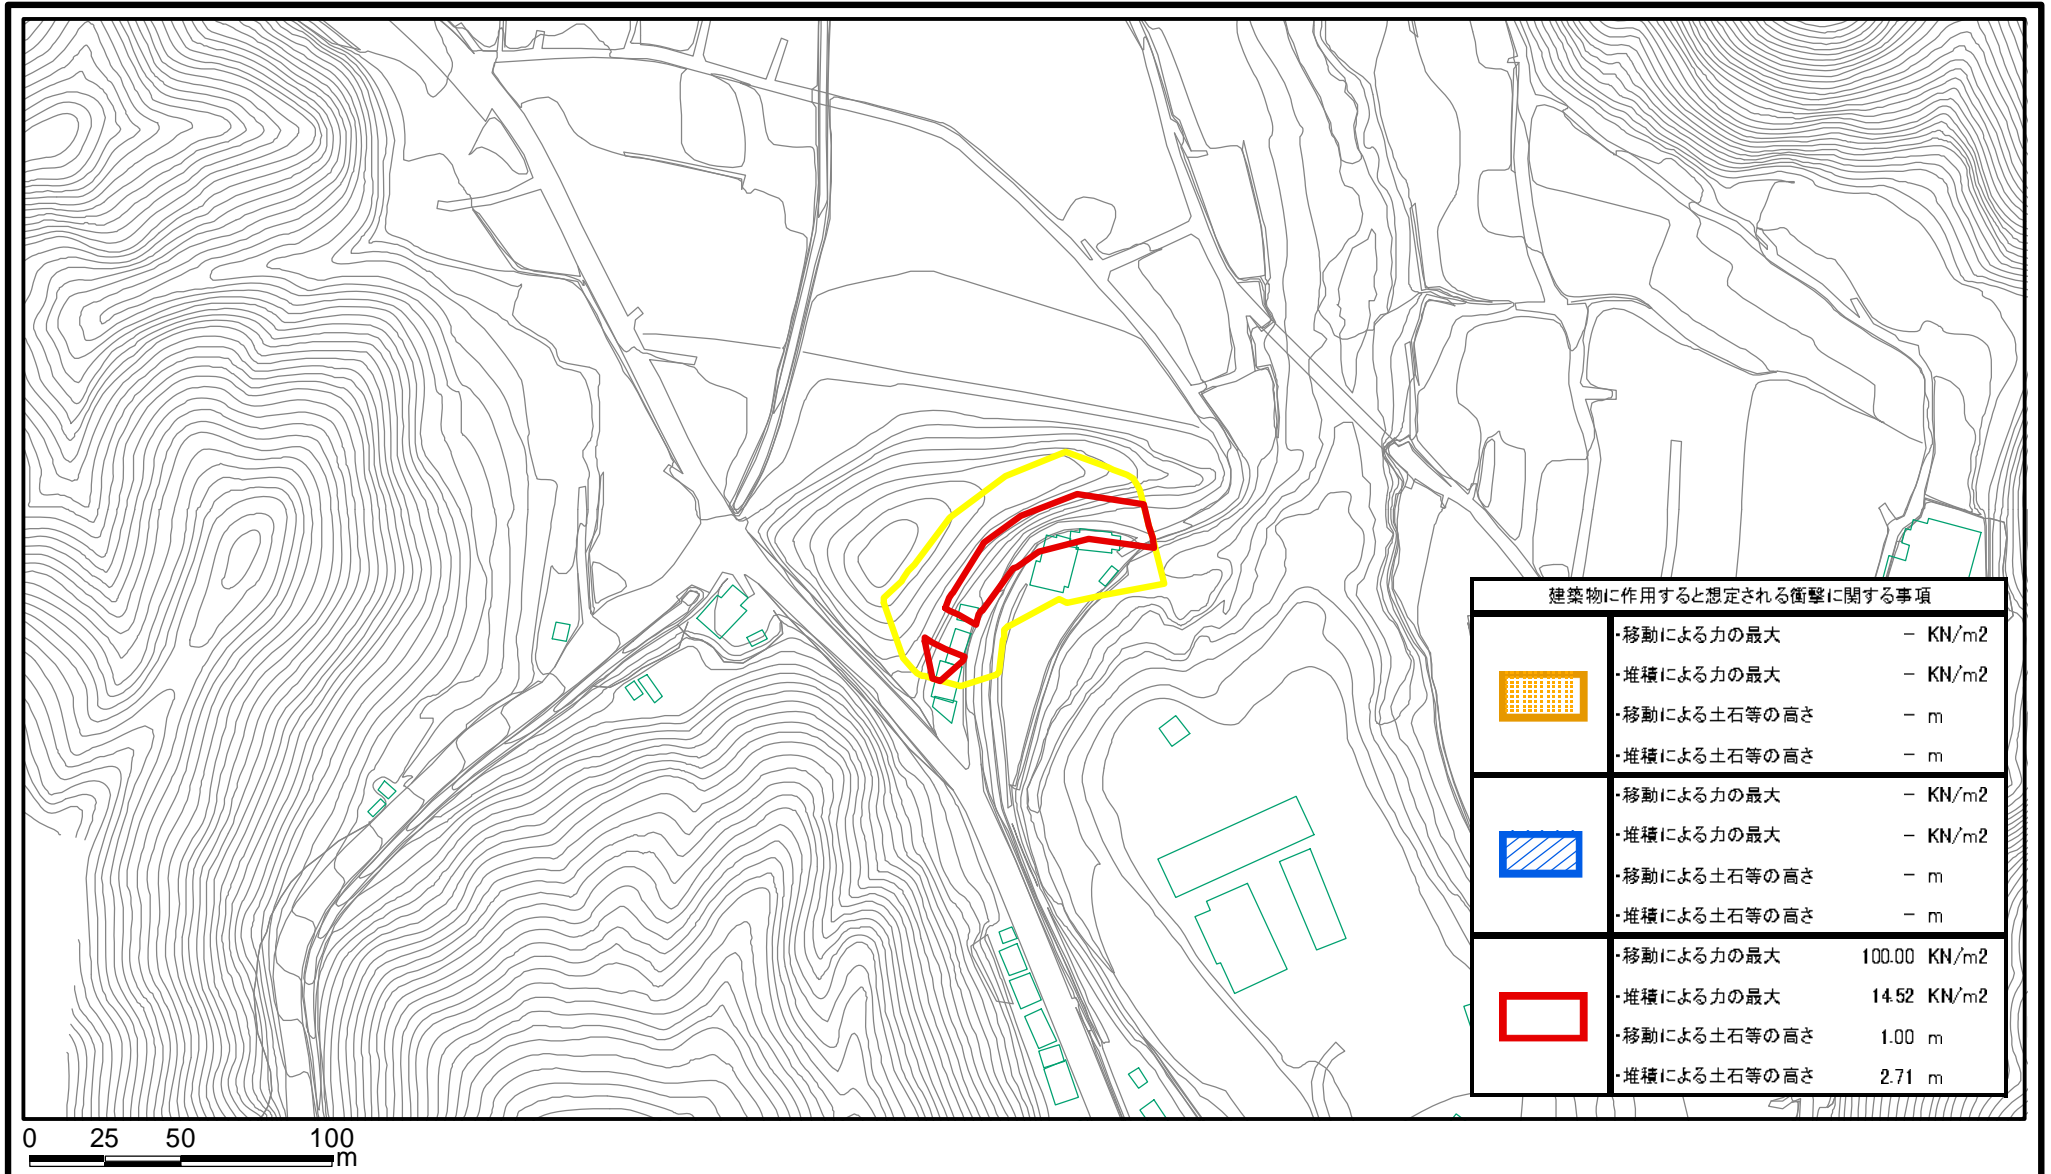 建築物に作用すると想定される衝撃に関する事項
・移動による力の最大 － KN/m2
・堆積による力の最大 － KN/m2
・移動による土石等の高さ － m
・堆積による土石等の高さ － m
・移動による力の最大 － KN/m2
・堆積による力の最大 － KN/m2
・移動による土石等の高さ － m
・堆積による土石等の高さ － m
・移動による力の最大 100.00 KN/m2
・堆積による力の最大 14.52 KN/m2
・移動による土石等の高さ 1.00 m
・堆積による土石等の高さ 2.71 m
0 25 50 100
m